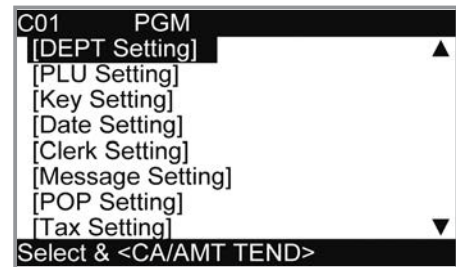 C01 PGM
[DEPT Setting]
[PLU Setting]
[Key Setting]
[Date Setting]
[Clerk Setting]
[Message Setting]
[POP Setting]
[Tax Setting]
Select & <CA/AMT TEND>